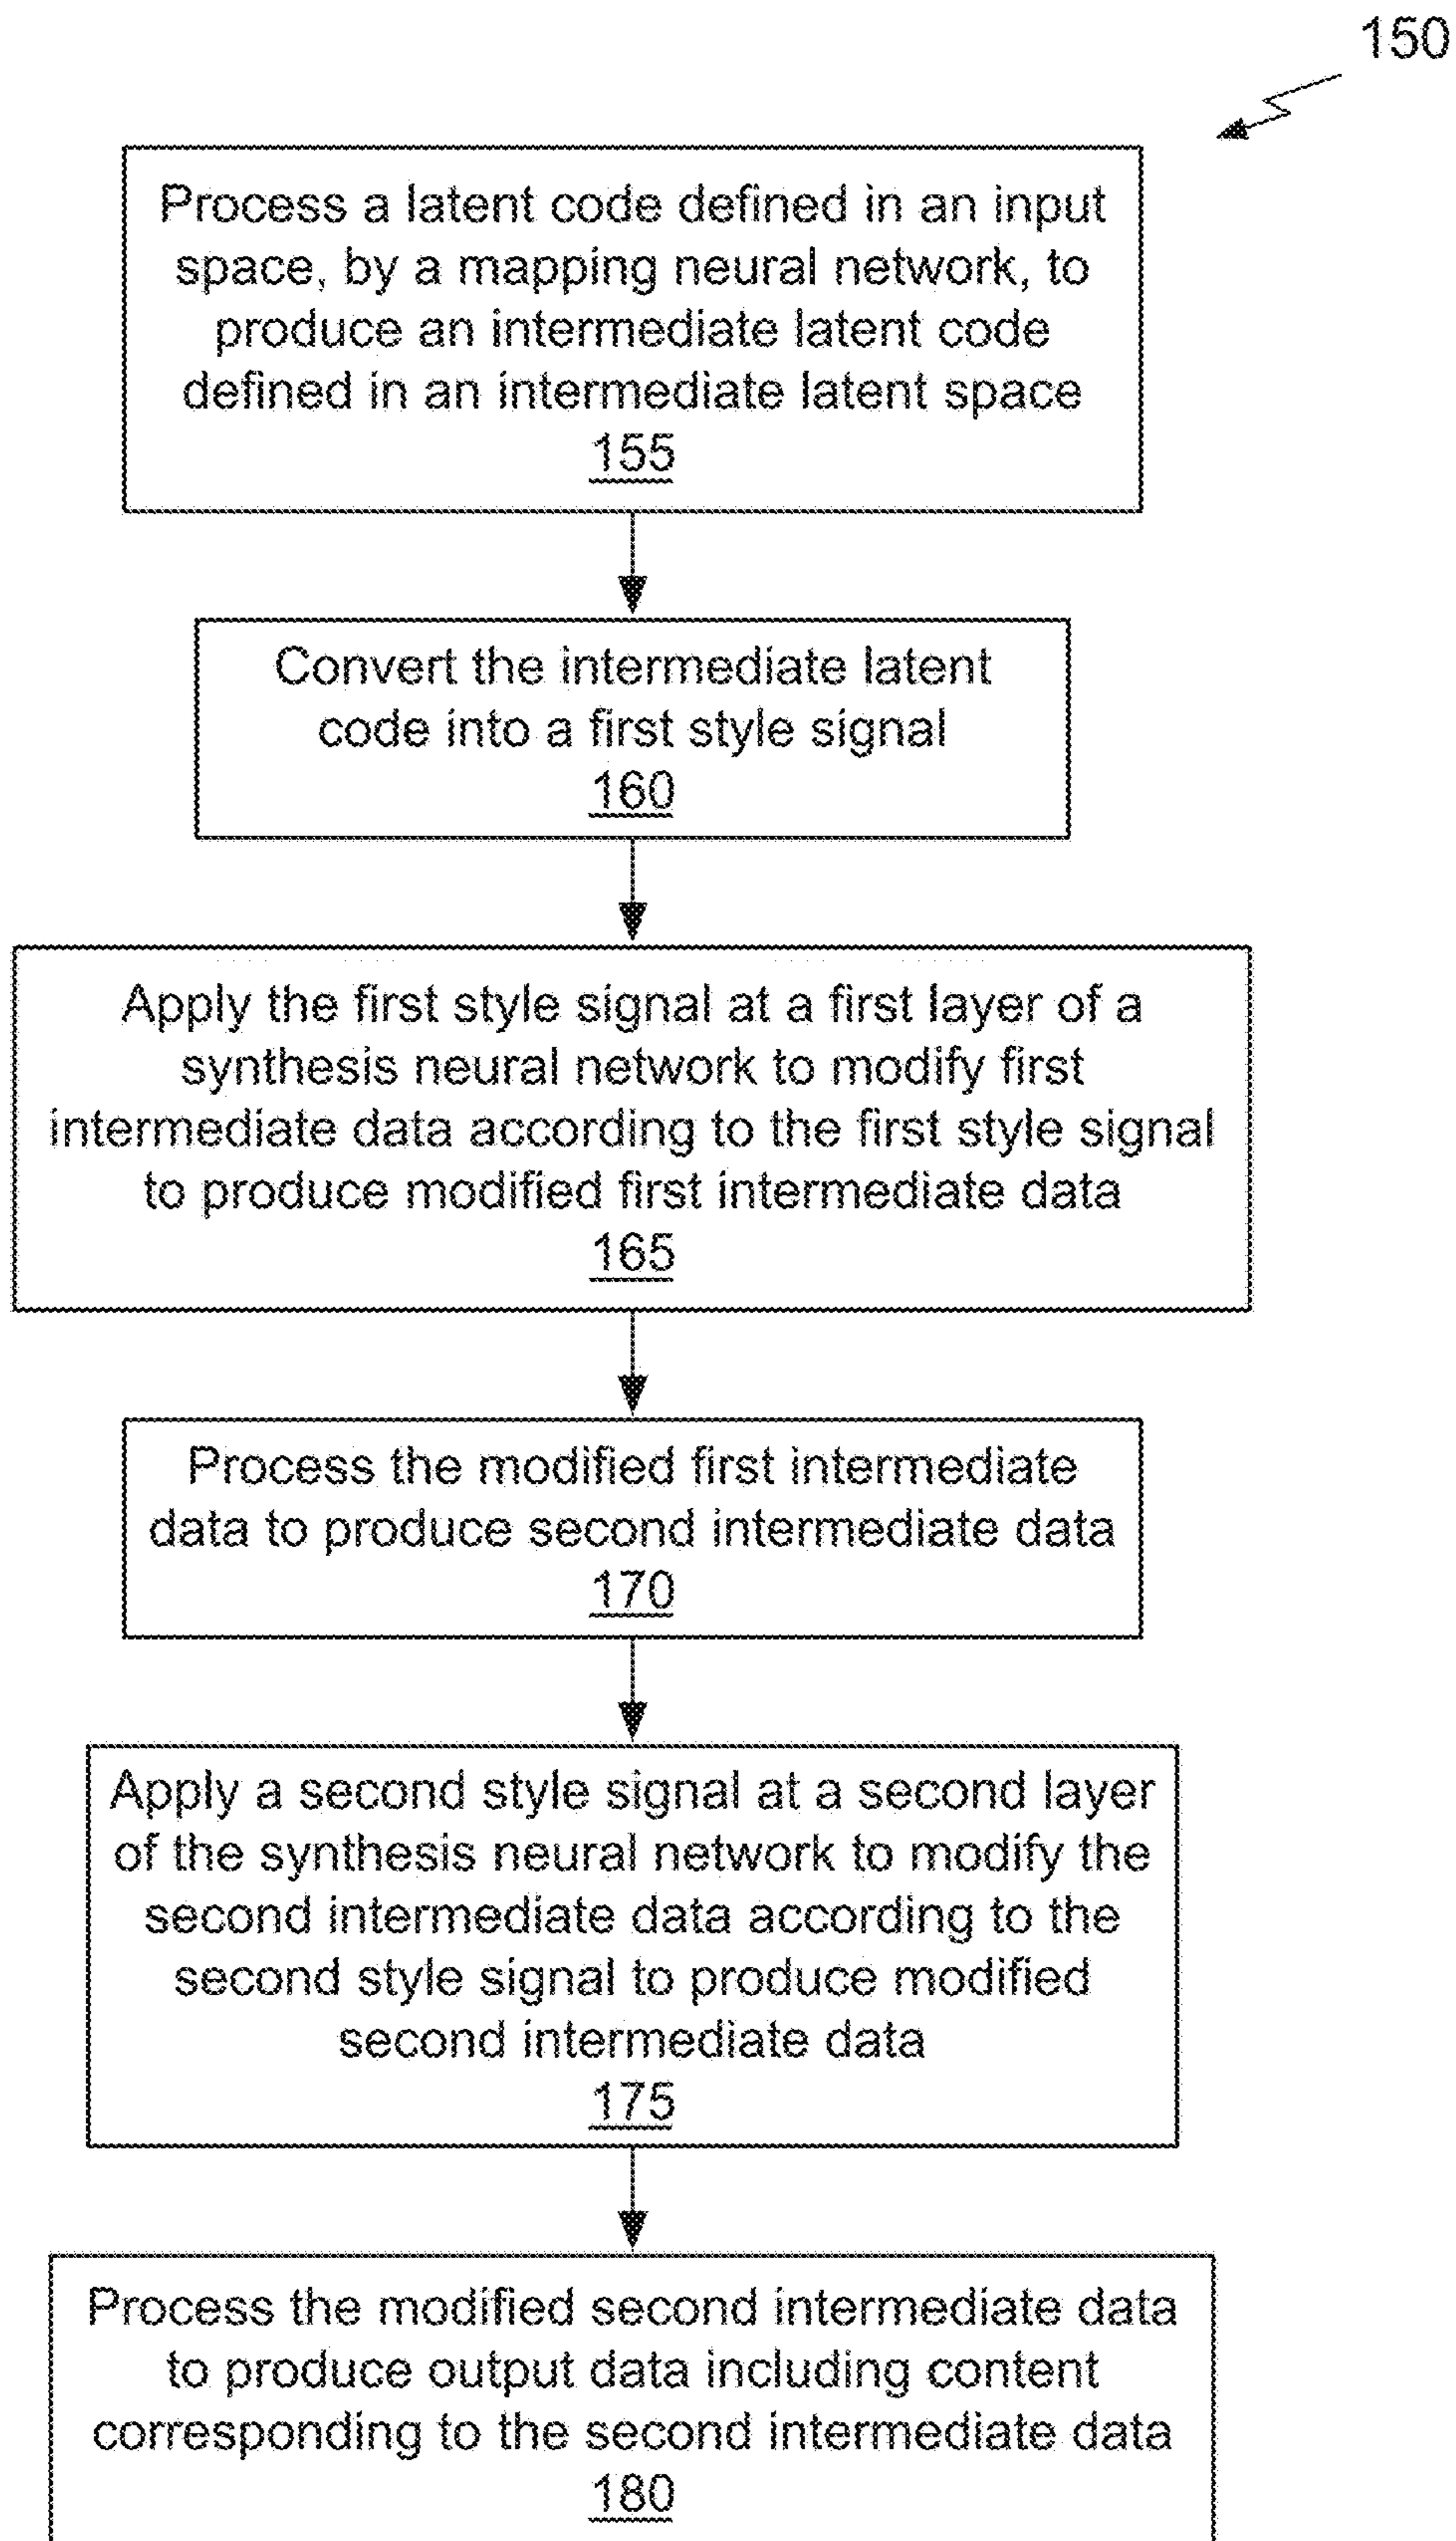 150
Process a latent code defined in an input
space, by a mapping neural network, to
produce an intermediate latent code
defined in an intermediate latent space
155
Convert the intermediate latent
code into a first style signal
160
Apply the first style signal at a first layer of a
synthesis neural network to modify first
intermediate data according to the first style signal
to produce modified first intermediate data
165
Process the modified first intermediate
data to produce second intermediate data
170
Apply a second style signal at a second layer
of the synthesis neural network to modify the
second intermediate data according to the
second style signal to produce modified
second intermediate data
175
Process the modified second intermediate data
to produce output data including content
corresponding to the second intermediate data
180